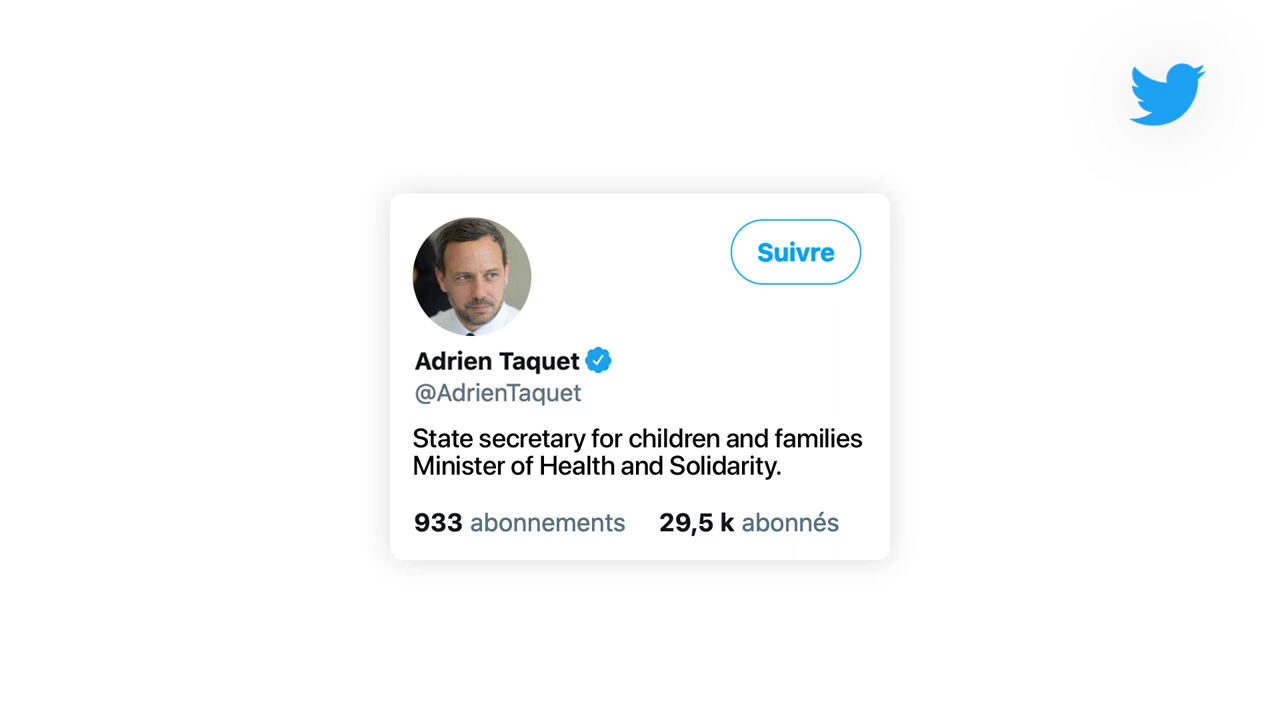 Suivre
Adrien Taquet
@AdrienTaquet
State secretary for children and families
Minister of Health and Solidarity.
933 abonnements 29,5 k abonnés